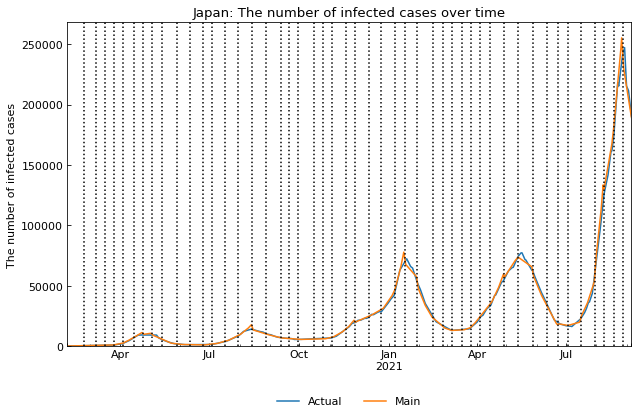 Japan: The number of infected cases over time
The number of infected cases
250000
200000
150000
100000
50000
0
Apr Jul Oct Jan Apr Jul
2021
Actual Main